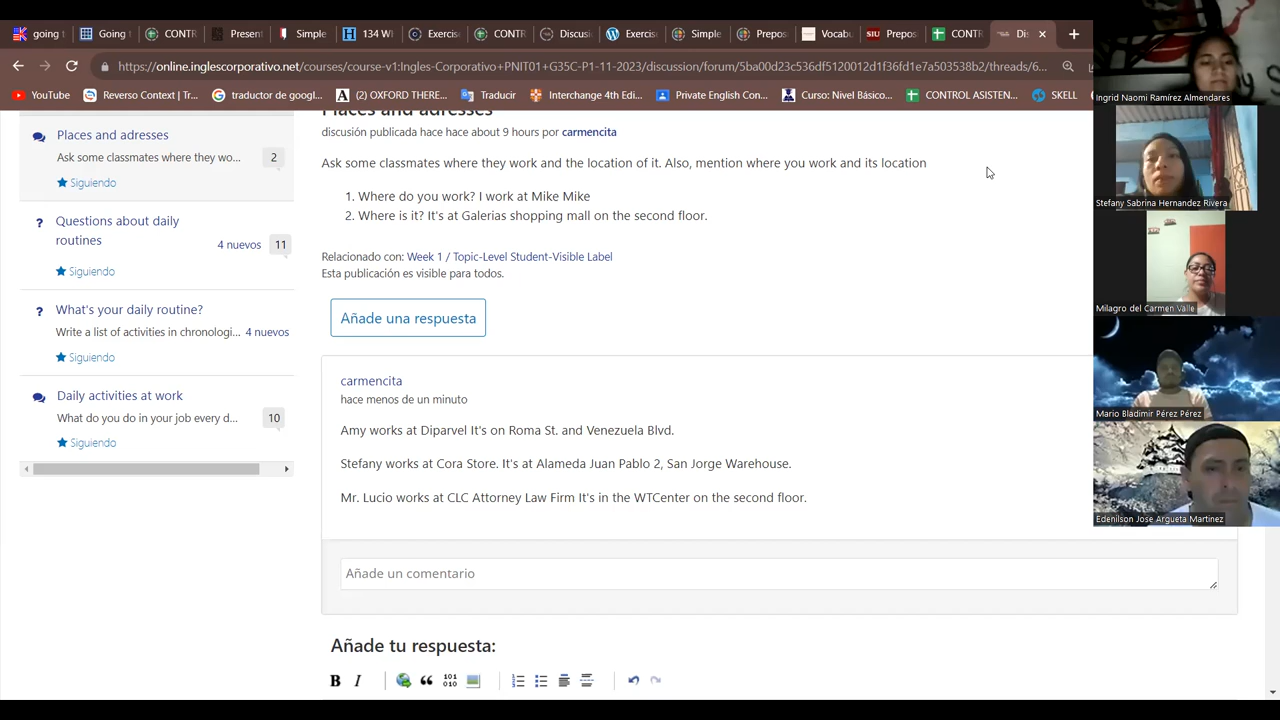 going t
Going t
CONTR
Present
Simple
134 WI
Exercis
CONTR
Discusi
Exercis
Simple
Prepos
Vocabu
SIU
Prepos
CONTR
Dis
https://online.inglescorporativo.net/courses/course-v1:Ingles-Corporativo+PNIT01+G35C-P1-11-2023/discussion/forum/5ba00d23c536df5120012d1f36fd1e7a503538b2/threads/6...
YouTube
Reverso Context | Tr...
traductor de googl...
(2) OXFORD THERE...
Traducir
Interchange 4th Edi...
Private English Con...
Curso: Nivel Básico...
CONTROL ASISTEN...
SKELL
Places and adresses
Ask some classmates where they wo...
2
Siguiendo
Questions about daily
routines
4 nuevos
11
Siguiendo
What's your daily routine?
Write a list of activities in chronologi...
4 nuevos
Siguiendo
Daily activities at work
What do you do in your job every d...
10
Siguiendo
Places and adresses
discusión publicada hace hace about 9 hours por carmencita
Ask some classmates where they work and the location of it. Also, mention where you work and its location
1. Where do you work? I work at Mike Mike
2. Where is it? It's at Galerias shopping mall on the second floor.
Relacionado con: Week 1 / Topic-Level Student-Visible Label
Esta publicación es visible para todos.
Añade una respuesta
carmencita
hace menos de un minuto
Amy works at Diparvel It's on Roma St. and Venezuela Blvd.
Stefany works at Cora Store. It's at Alameda Juan Pablo 2, San Jorge Warehouse.
Mr. Lucio works at CLC Attorney Law Firm It's in the WTCenter on the second floor.
Añade un comentario
Añade tu respuesta:
B I
101
010
Ingrid Naomi Ramírez Almendares
Stefany Sabrina Hernandez Rivera
Milagro del Carmen Valle
Mario Bladimir Pérez Pérez
Edenilson Jose Argueta Martinez